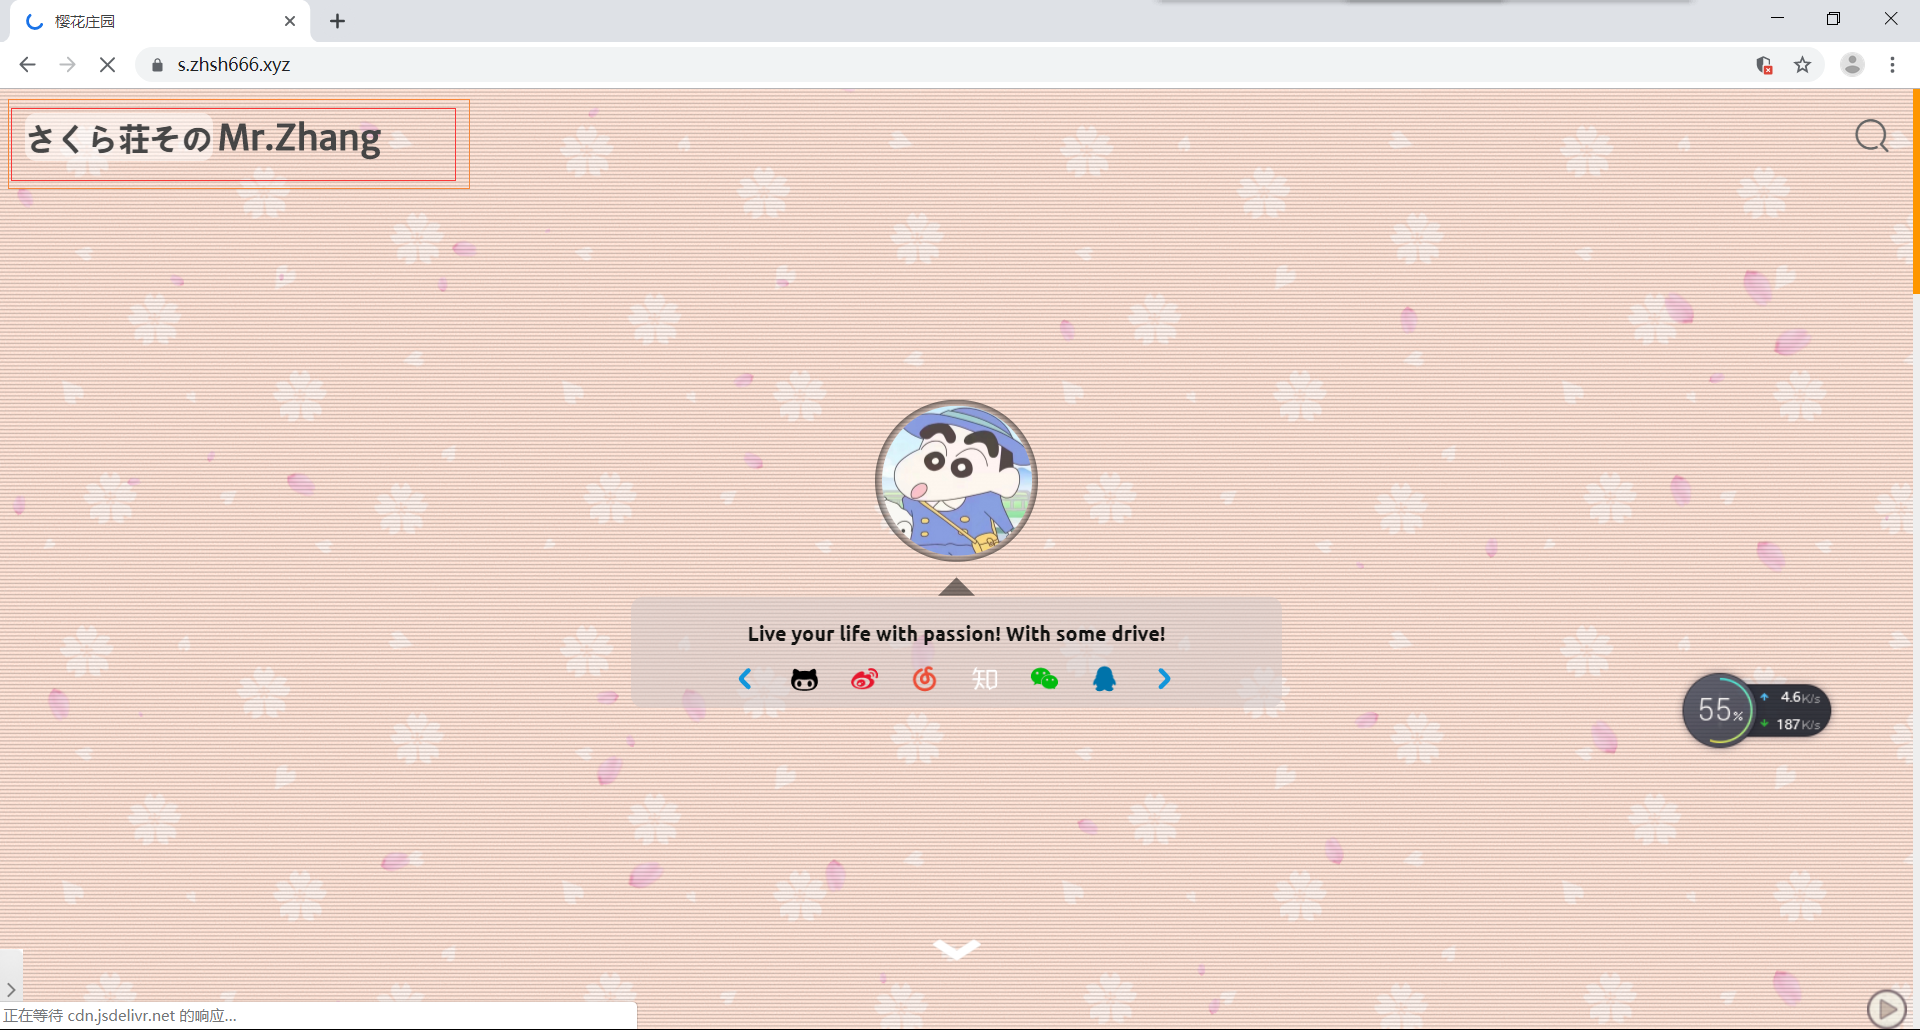 樱花庄园
s.zhsh666.xyz
さくら荘そのMr.Zhang
Live your life with passion! With some drive!
知
55%
4.6K/s
187K/s
正在等待 cdn.jsdelivr.net 的响应...